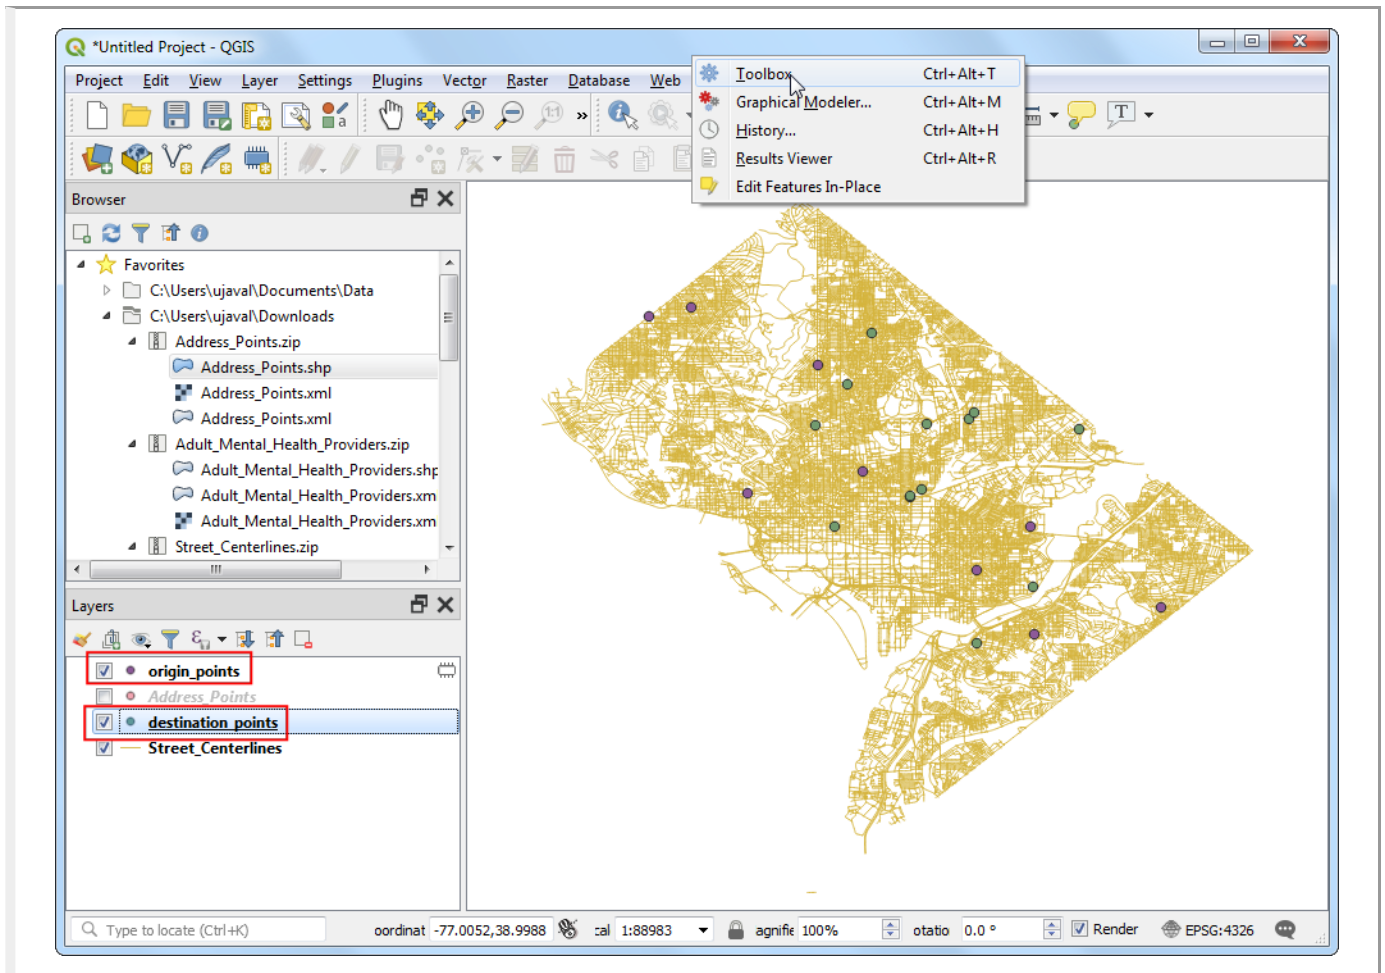 *Untitled Project - QGIS
Project Edit View Layer Settings Plugins Vector Raster Database Web
Toolbox Ctrl+Alt+T
Graphical Modeler... Ctrl+Alt+M
History... Ctrl+Alt+H
Results Viewer Ctrl+Alt+R
Edit Features In-Place
1:1
»
a
T
Browser
Favorites
C:\Users\ujaval\Documents\Data
C:\Users\ujaval\Downloads
Address_Points.zip
Address_Points.shp
Address_Points.xml
Address_Points.xml
Adult_Mental_Health_Providers.zip
Adult_Mental_Health_Providers.shp
Adult_Mental_Health_Providers.xm
Adult_Mental_Health_Providers.xm
Street_Centerlines.zip
Layers
origin_points
Address_Points
destination_points
Street_Centerlines
Type to locate (Ctrl+K) oordinat -77.0052,38.9988 :al 1:88983 agnifie 100% otatio 0.0 ° Render EPSG:4326